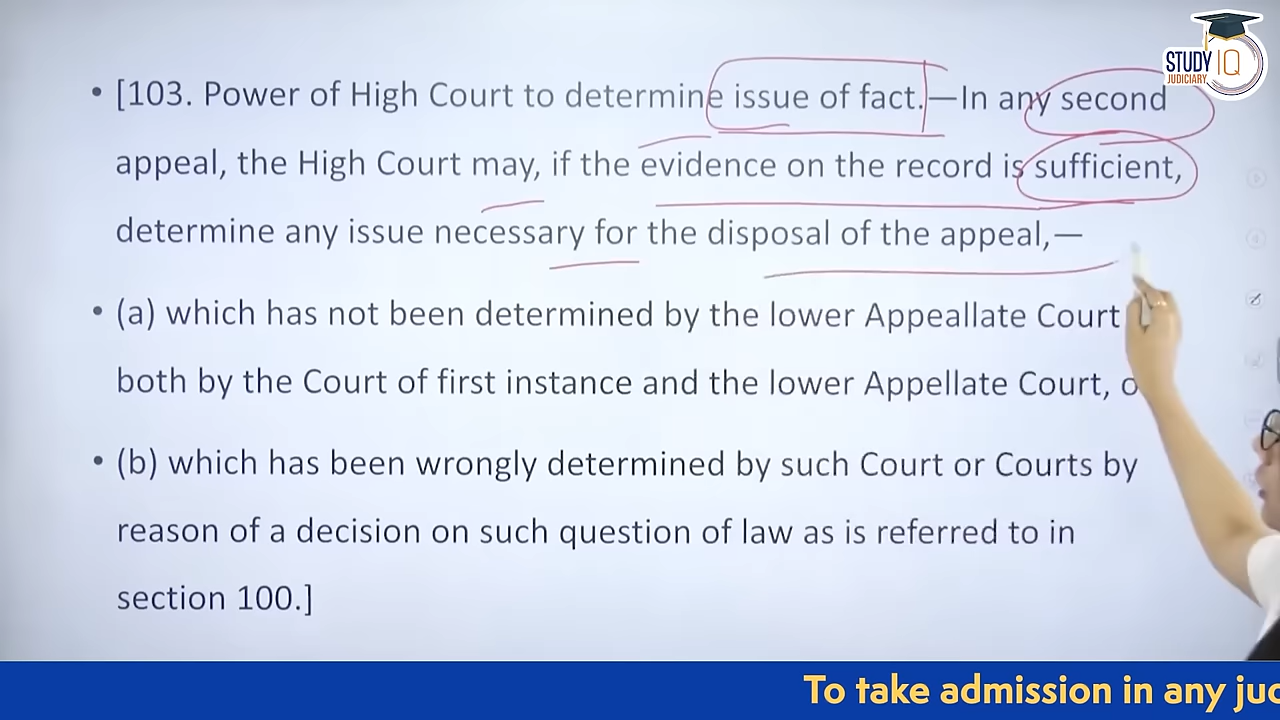 STUDY IQ
JUDICIARY
• [103. Power of High Court to determine issue of fact.—In any second
appeal, the High Court may, if the evidence on the record is sufficient,
determine any issue necessary for the disposal of the appeal,—
• (a) which has not been determined by the lower Appeallate Court
both by the Court of first instance and the lower Appellate Court, o
• (b) which has been wrongly determined by such Court or Courts by
reason of a decision on such question of law as is referred to in
section 100.]
To take admission in any jud